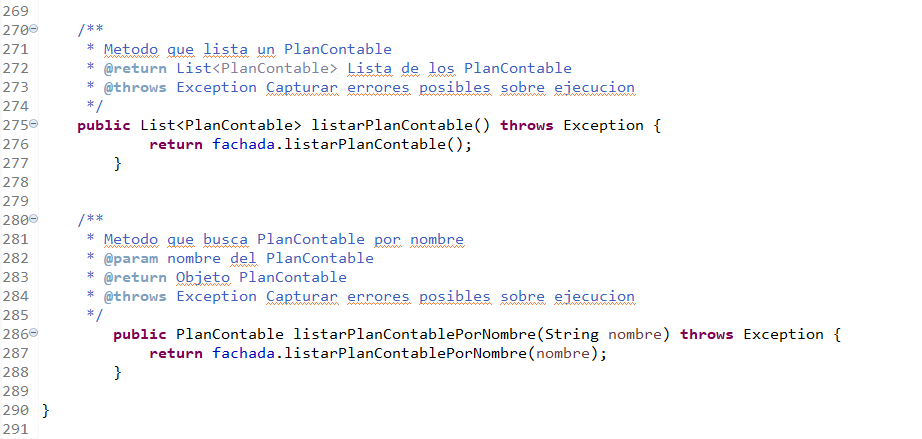 269
270    /**
271     * Metodo que lista un PlanContable
272     * @return List<PlanContable> Lista de los PlanContable
273     * @throws Exception Capturar errores posibles sobre ejecucion
274     */
275    public List<PlanContable> listarPlanContable() throws Exception {
276            return fachada.listarPlanContable();
277        }
278
279
280    /**
281     * Metodo que busca PlanContable por nombre
282     * @param nombre del PlanContable
283     * @return Objeto PlanContable
284     * @throws Exception Capturar errores posibles sobre ejecucion
285     */
286        public PlanContable listarPlanContablePorNombre(String nombre) throws Exception {
287            return fachada.listarPlanContablePorNombre(nombre);
288        }
289
290 }
291